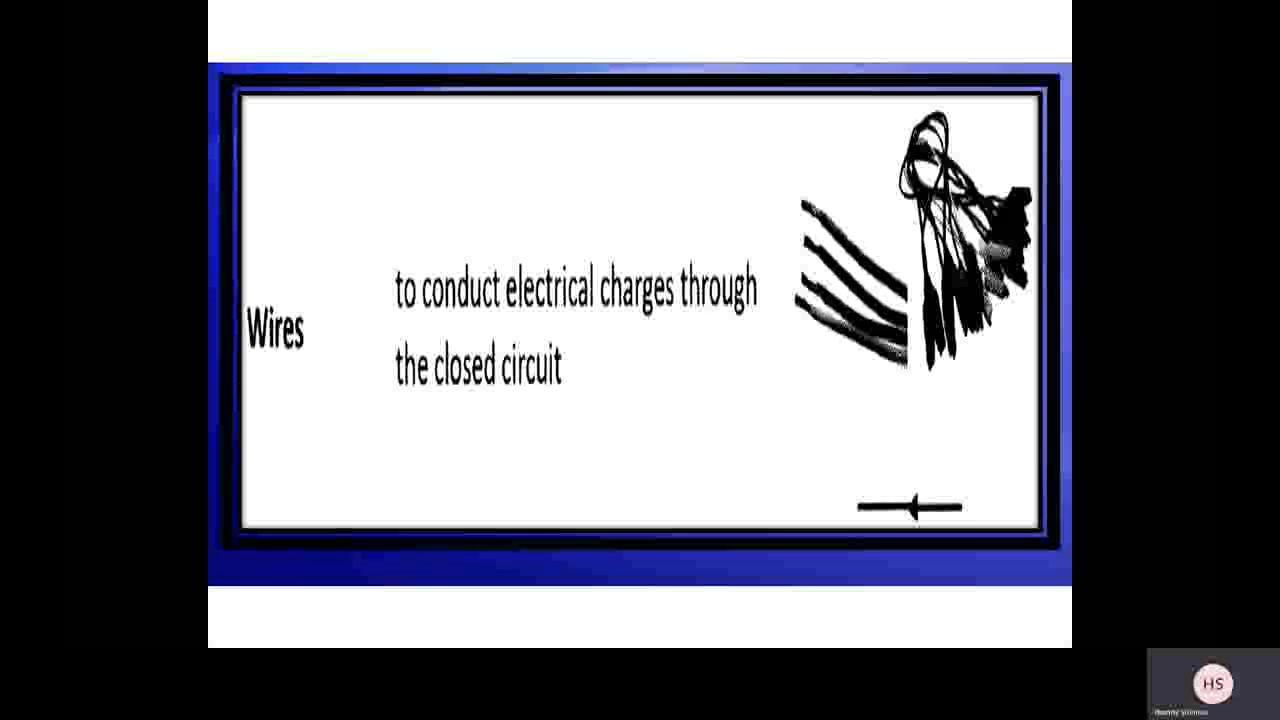 Wires
to conduct electrical charges through
the closed circuit
HS